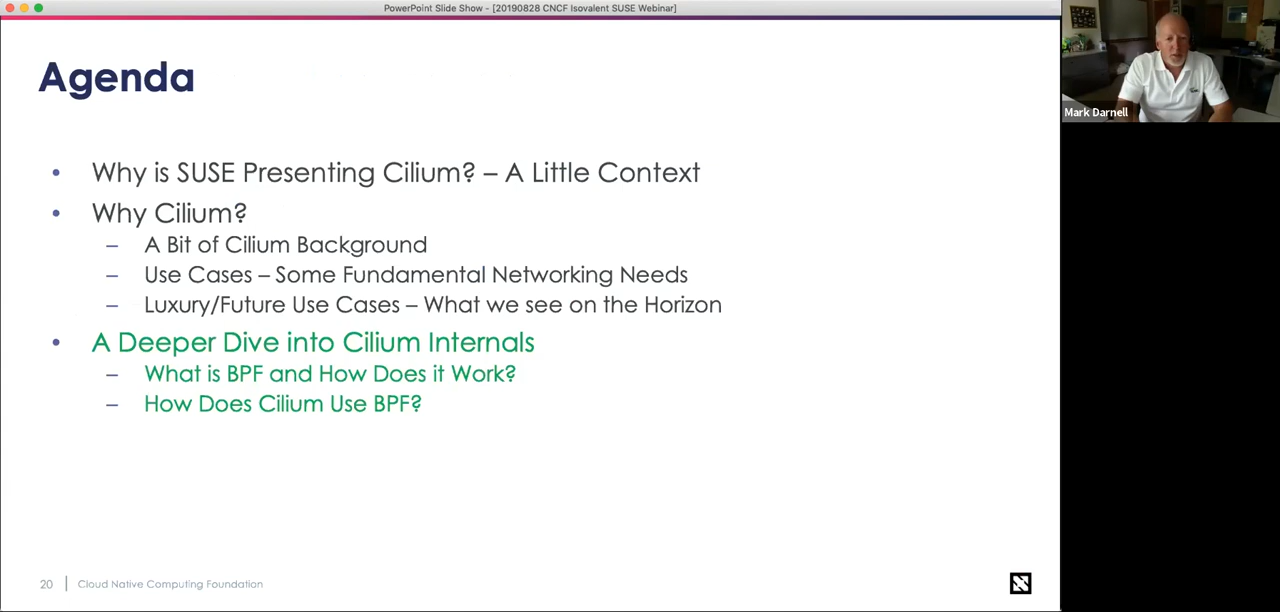 PowerPoint Slide Show - [20190828 CNCF Isovalent SUSE Webinar]
Agenda
• Why is SUSE Presenting Cilium? – A Little Context
• Why Cilium?
– A Bit of Cilium Background
– Use Cases – Some Fundamental Networking Needs
– Luxury/Future Use Cases – What we see on the Horizon
• A Deeper Dive into Cilium Internals
– What is BPF and How Does it Work?
– How Does Cilium Use BPF?
20 | Cloud Native Computing Foundation
Mark Darnell